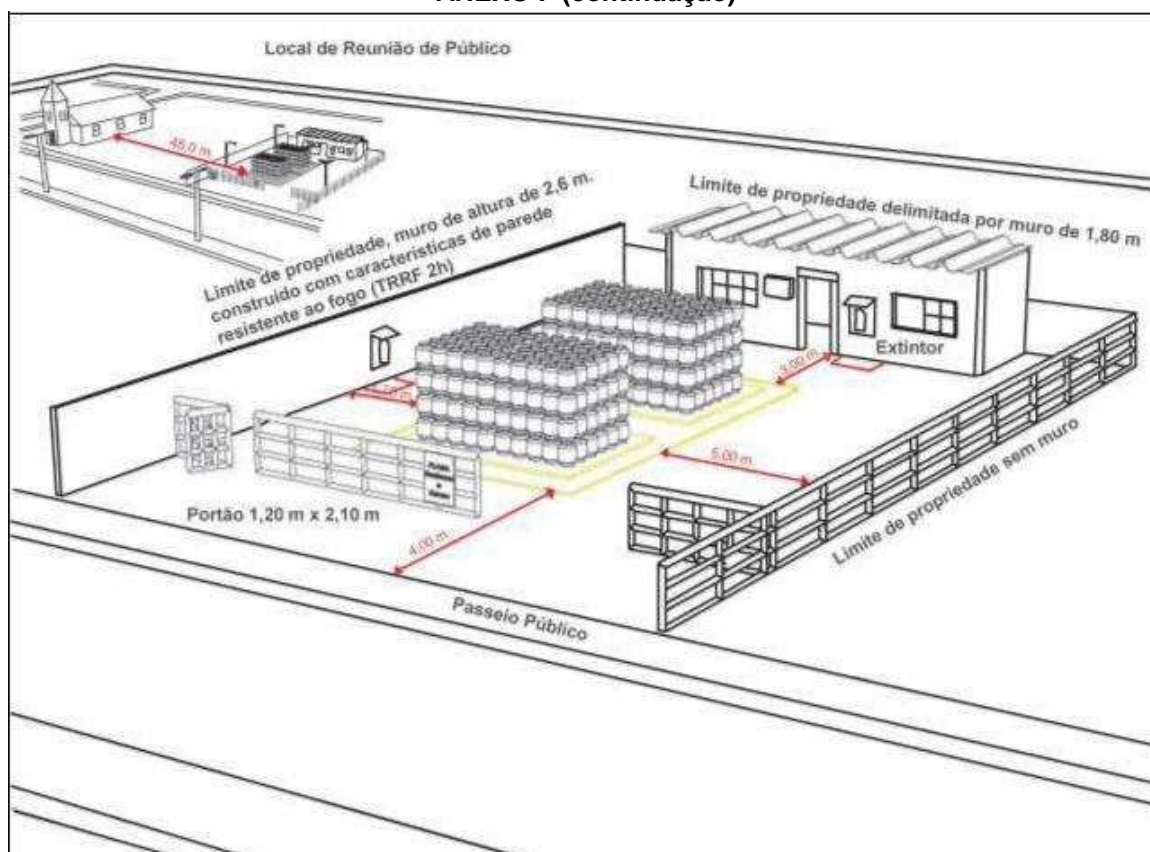 Local de Reunião de Público
45,0 m
Limite de propriedade, muro de altura de 2,6 m.
construído com características de parede
resistente ao fogo (TRRF 2h)
Limite de propriedade delimitada por muro de 1,80 m
Extintor
3,00 m
5,00 m
Limite de propriedade sem muro
Portão 1,20 m x 2,10 m
4,00 m
Passeio Público